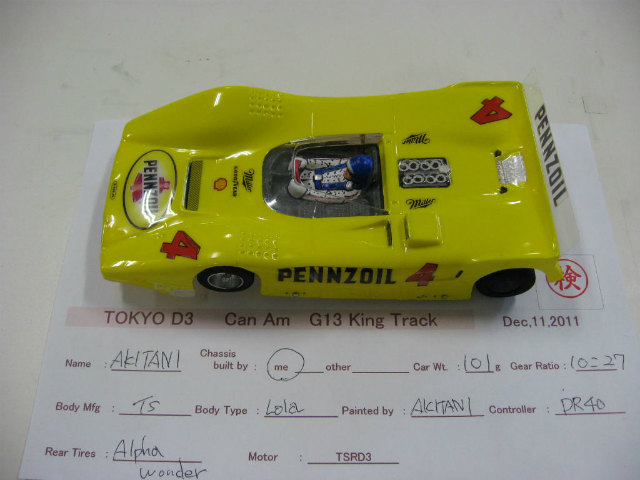 4
PENNZOIL
Miller
PENNZOIL
GOODYEAR
Miller
Miller
4
PENNZOIL 4
検
TOKYO D3 Can Am G13 King Track Dec,11,2011
Name : AKITANI Chassis built by : me other Car Wt. : 101 g Gear Ratio : 10:27
Body Mfg : TS Body Type : Lola Painted by : AKITANI Controller : DR40
Rear Tires : Alpha wonder Motor : TSRD3